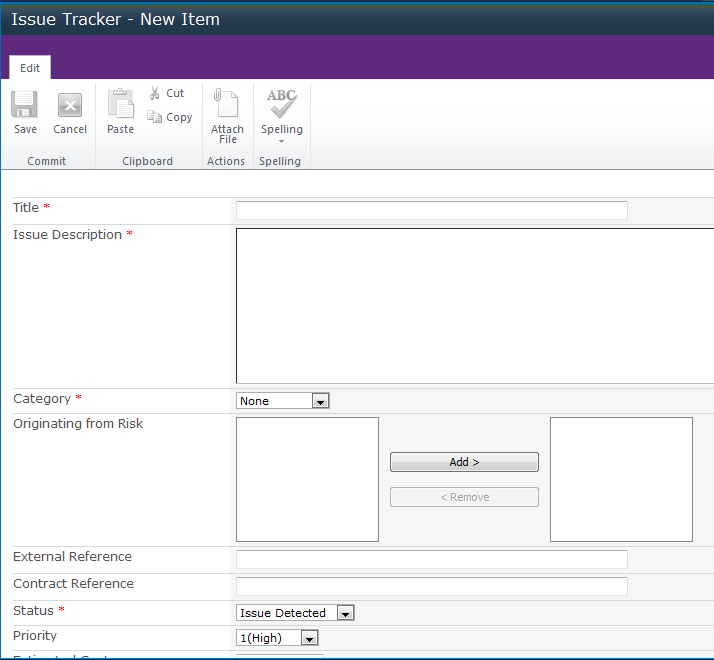 Issue Tracker - New Item
Edit
Save
Cancel
Paste
Cut
Copy
Attach
File
ABC
Spelling
Commit
Clipboard
Actions
Spelling
Title *
Issue Description *
Category *
None
Originating from Risk
Add >
< Remove
External Reference
Contract Reference
Status *
Issue Detected
Priority
1(High)